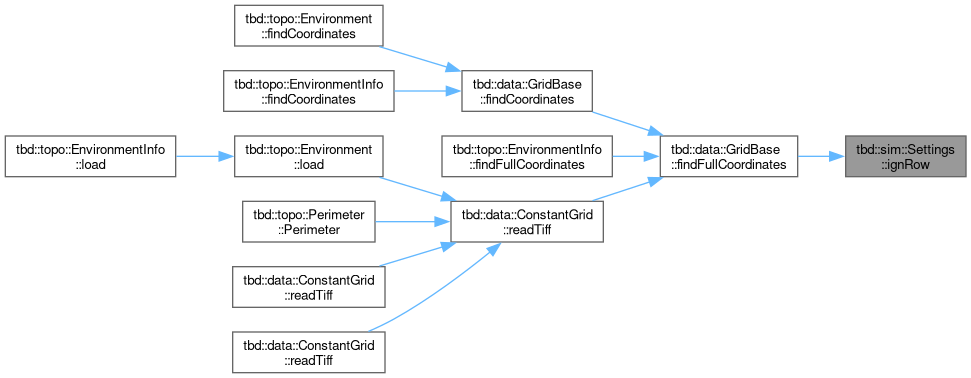 tbd::topo::Environment
::findCoordinates
tbd::topo::EnvironmentInfo
::findCoordinates
tbd::data::GridBase
::findCoordinates
tbd::topo::EnvironmentInfo
::load
tbd::topo::Environment
::load
tbd::topo::EnvironmentInfo
::findFullCoordinates
tbd::data::GridBase
::findFullCoordinates
tbd::sim::Settings
::ignRow
tbd::topo::Perimeter
::Perimeter
tbd::data::ConstantGrid
::readTiff
tbd::data::ConstantGrid
::readTiff
tbd::data::ConstantGrid
::readTiff